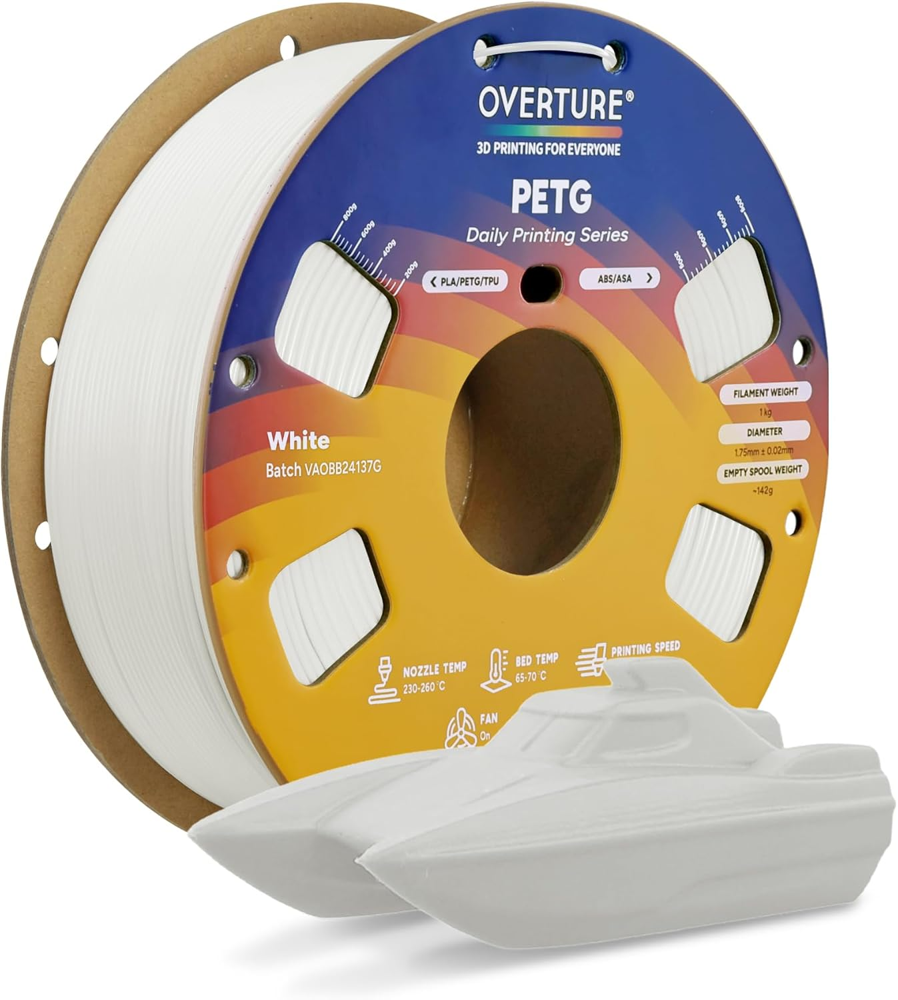 OVERTURE®
3D PRINTING FOR EVERYONE
PETG
Daily Printing Series
800g
600g
400g
200g
200g
400g
600g
800g
< PLA/PETG/TPU
ABS/ASA >
FILAMENT WEIGHT
1 kg
DIAMETER
1.75mm ± 0.02mm
EMPTY SPOOL WEIGHT
~142g
White
Batch VAOBB24137G
NOZZLE TEMP
230-260 °C
BED TEMP
65-70 °C
PRINTING SPEED
FAN
On